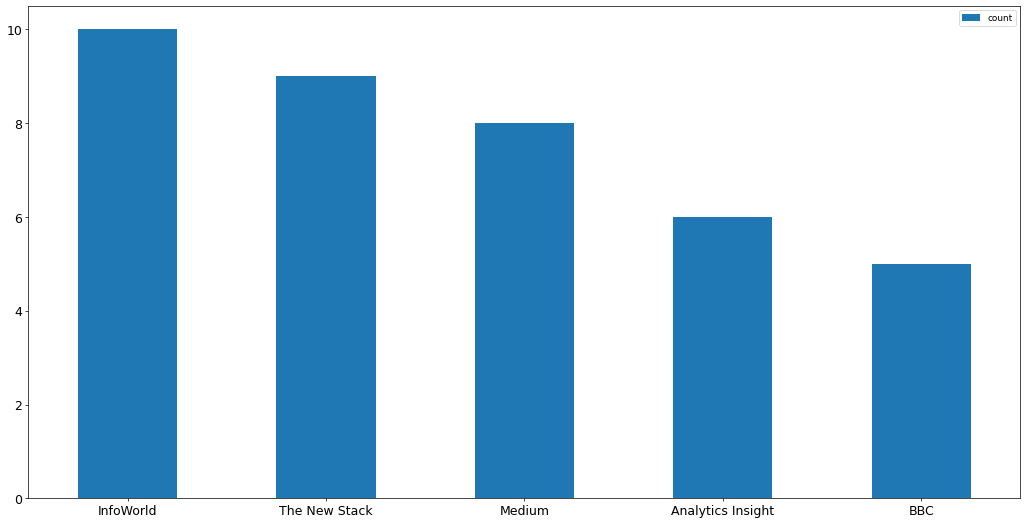 count
10
8
6
4
2
0
InfoWorld
The New Stack
Medium
Analytics Insight
BBC